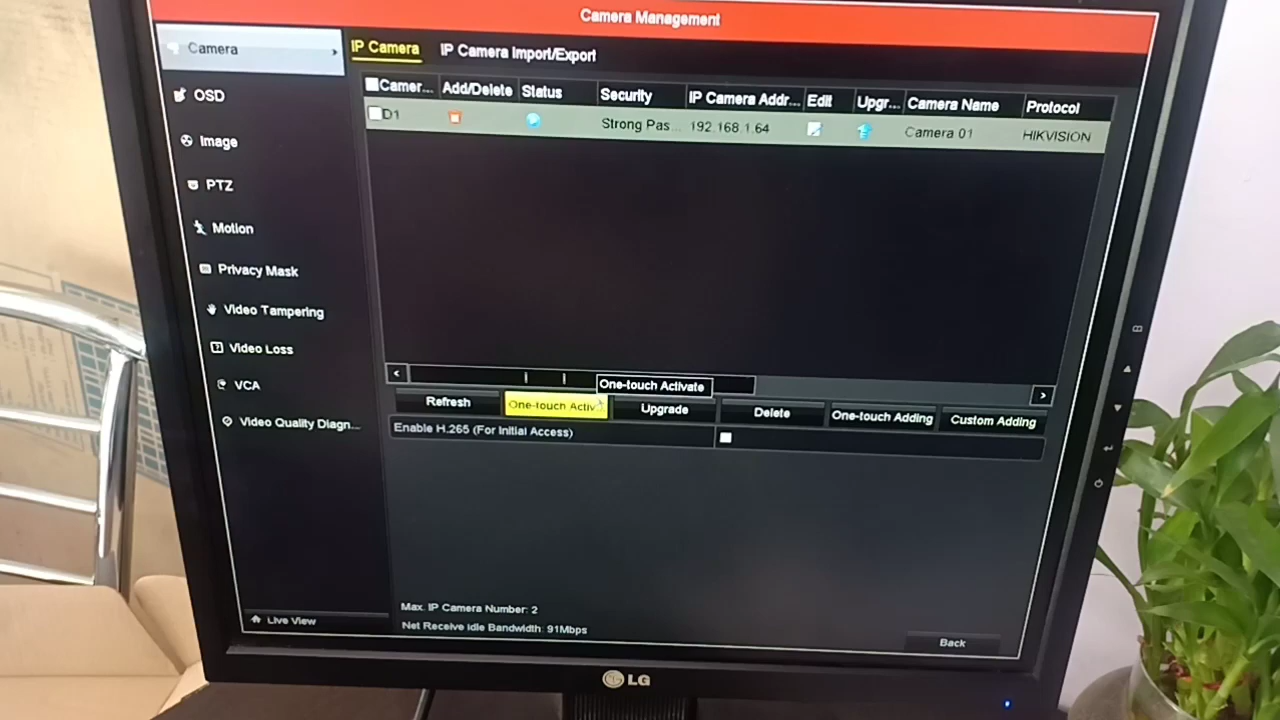 Camera Management
Camera
IP Camera
IP Camera Import/Export
OSD
Image
PTZ
Motion
Privacy Mask
Video Tampering
Video Loss
VCA
Video Quality Diagn...
Camer... Add/Delete Status Security IP Camera Addr... Edit Upgr... Camera Name Protocol
D1 Strong Pas... 192.168.1.64 Camera 01 HIKVISION
One-touch Activate
Refresh One-touch Activ... Upgrade Delete One-touch Adding Custom Adding
Enable H.265 (For Initial Access)
Max. IP Camera Number: 2
Net Receive Idle Bandwidth: 91Mbps
Live View
Back
LG